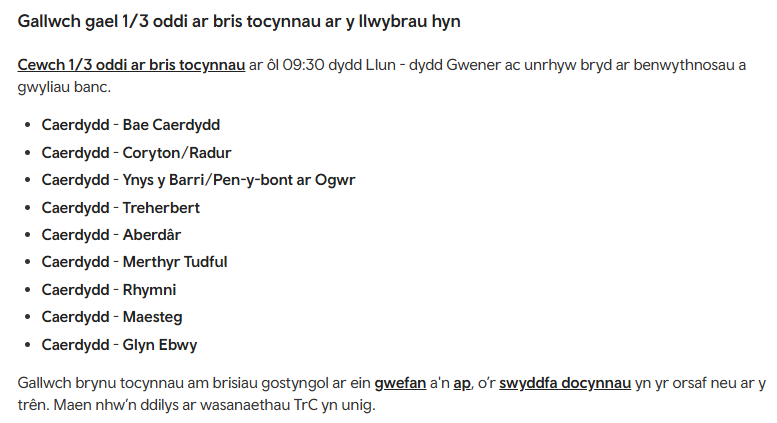 Gallwch gael 1/3 oddi ar bris tocynnau ar y llwybrau hyn
Cewch 1/3 oddi ar bris tocynnau ar ôl 09:30 dydd Llun - dydd Gwener ac unrhyw bryd ar benwythnosau a
gwyliau banc.
• Caerdydd - Bae Caerdydd
• Caerdydd - Coryton/Radur
• Caerdydd - Ynys y Barri/Pen-y-bont ar Ogwr
• Caerdydd - Treherbert
• Caerdydd - Aberdâr
• Caerdydd - Merthyr Tudful
• Caerdydd - Rhymni
• Caerdydd - Maesteg
• Caerdydd - Glyn Ebwy
Gallwch brynu tocynnau am brisiau gostyngol ar ein gwefan a'n ap, o’r swyddfa docynnau yn yr orsaf neu ar y
trên. Maen nhw’n ddilys ar wasanaethau TrC yn unig.